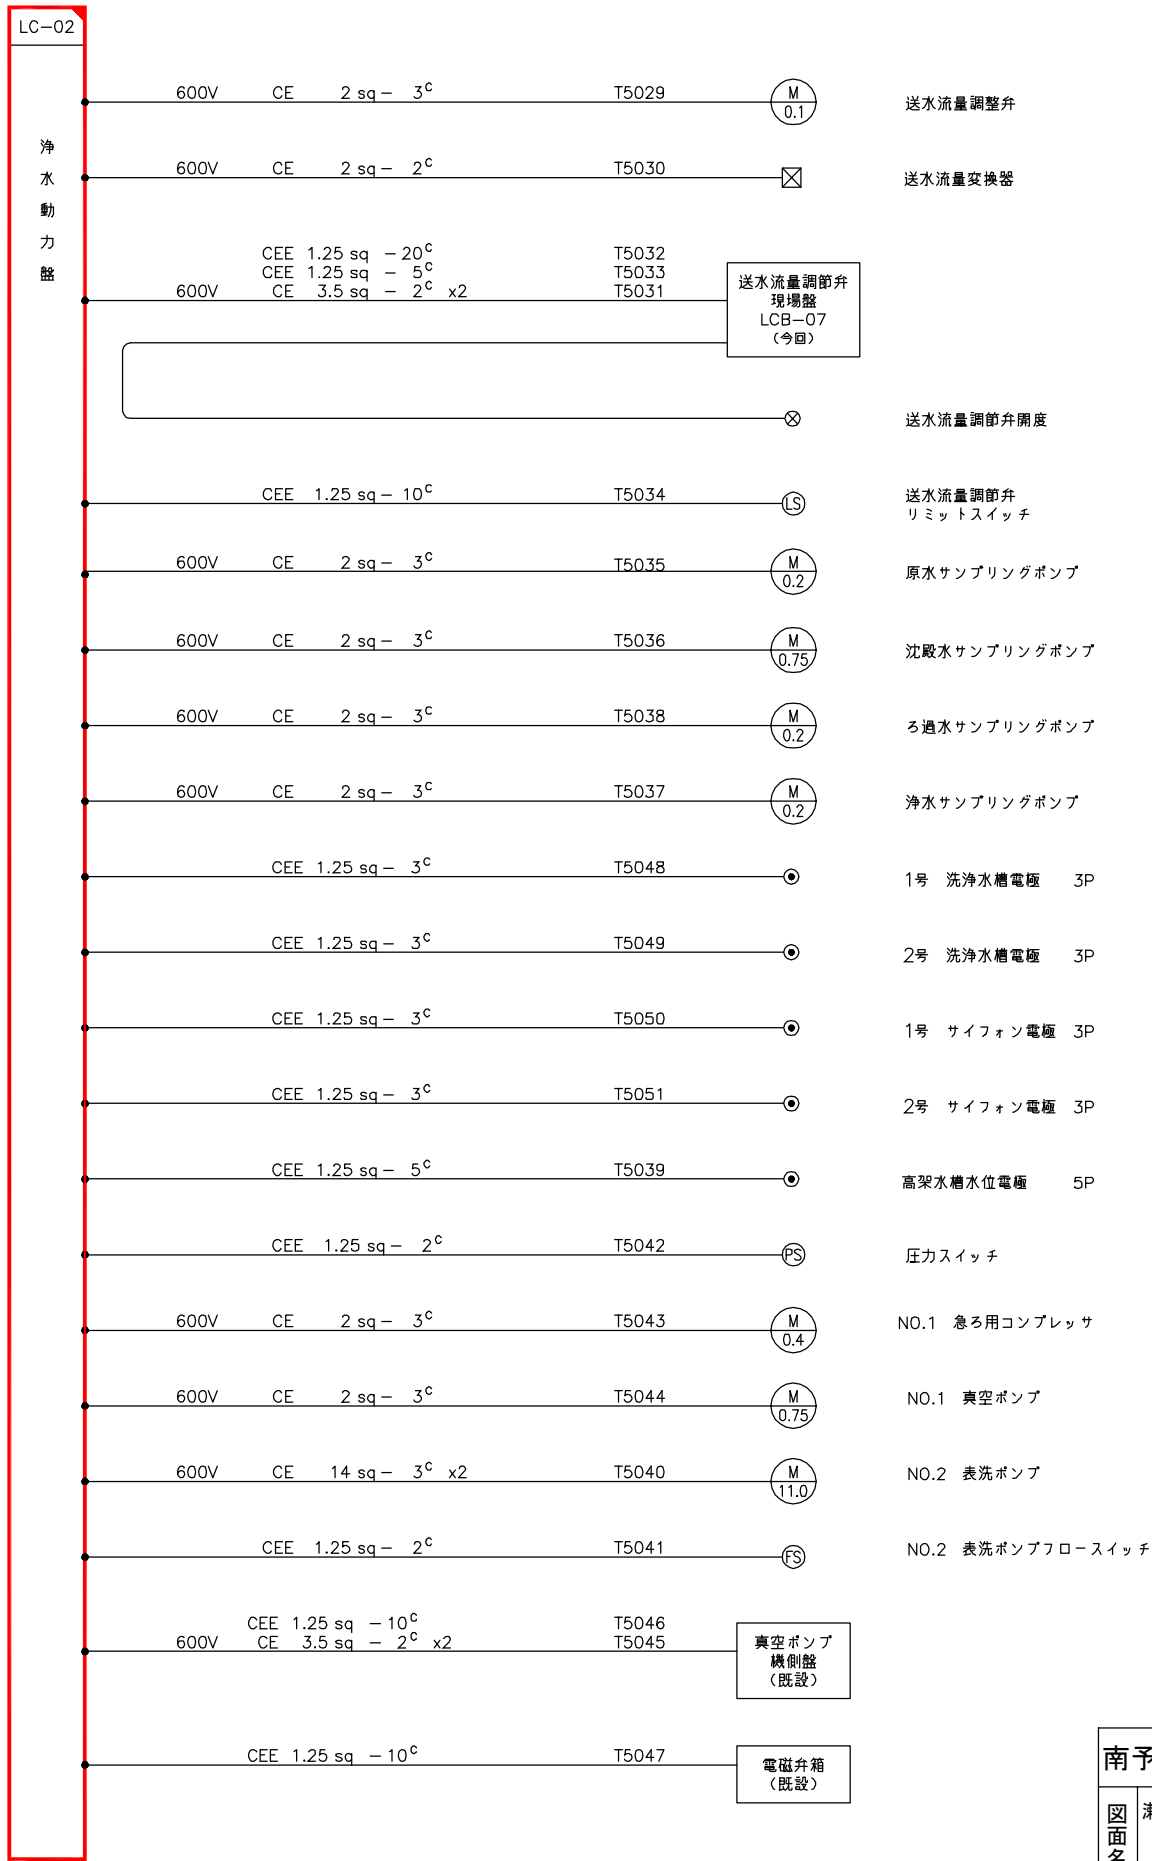 LC-02
浄水動力盤
600V CE 2 sq - 3C T5029 M 0.1 送水流量調整弁
600V CE 2 sq - 2C T5030 送水流量変換器
CEE 1.25 sq - 20C T5032
CEE 1.25 sq - 5C T5033
600V CE 3.5 sq - 2C x2 T5031
送水流量調節弁
現場盤
LCB-07
(今回)
送水流量調節弁開度
CEE 1.25 sq - 10C T5034 LS 送水流量調節弁
リミットスイッチ
600V CE 2 sq - 3C T5035 M 0.2 原水サンプリングポンプ
600V CE 2 sq - 3C T5036 M 0.75 沈殿水サンプリングポンプ
600V CE 2 sq - 3C T5038 M 0.2 ろ過水サンプリングポンプ
600V CE 2 sq - 3C T5037 M 0.2 浄水サンプリングポンプ
CEE 1.25 sq - 3C T5048 1号 洗浄水槽電極 3P
CEE 1.25 sq - 3C T5049 2号 洗浄水槽電極 3P
CEE 1.25 sq - 3C T5050 1号 サイフォン電極 3P
CEE 1.25 sq - 3C T5051 2号 サイフォン電極 3P
CEE 1.25 sq - 5C T5039 高架水槽水位電極 5P
CEE 1.25 sq - 2C T5042 PS 圧力スイッチ
600V CE 2 sq - 3C T5043 M 0.4 NO.1 急ろ用コンプレッサ
600V CE 2 sq - 3C T5044 M 0.75 NO.1 真空ポンプ
600V CE 14 sq - 3C x2 T5040 M 11.0 NO.2 表洗ポンプ
CEE 1.25 sq - 2C T5041 FS NO.2 表洗ポンプフロースイッチ
CEE 1.25 sq - 10C T5046
600V CE 3.5 sq - 2C x2 T5045
真空ポンプ
機側盤
(既設)
CEE 1.25 sq - 10C T5047
電磁弁箱
(既設)
南予
図面名